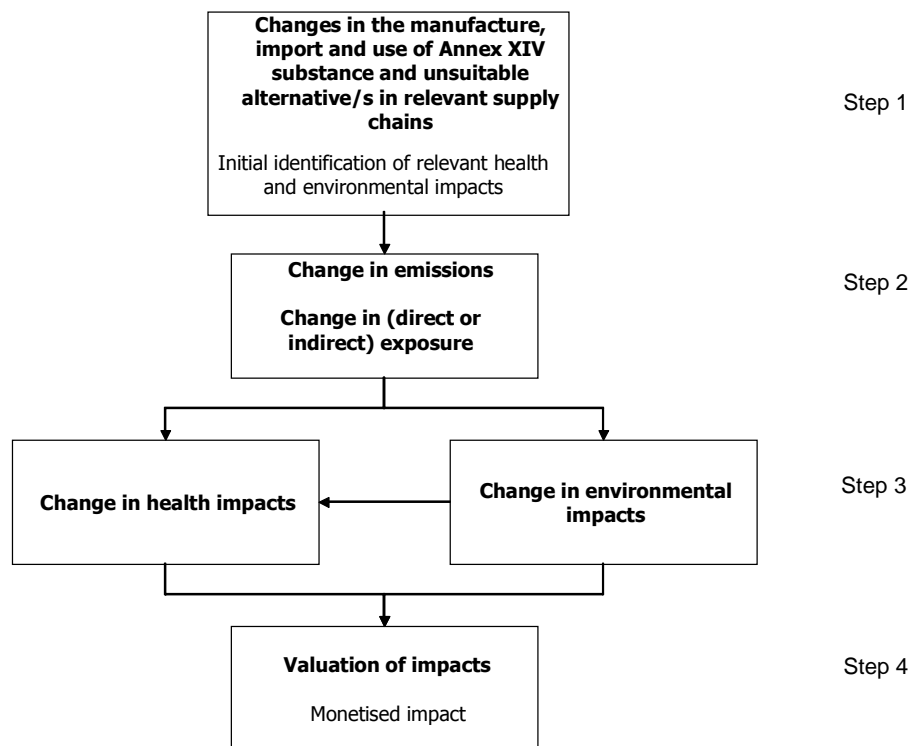 Changes in the manufacture,
import and use of Annex XIV
substance and unsuitable
alternative/s in relevant supply
chains
Initial identification of relevant health
and environmental impacts
Step 1
Change in emissions
Change in (direct or
indirect) exposure
Step 2
Change in health impacts
Change in environmental
impacts
Step 3
Valuation of impacts
Monetised impact
Step 4